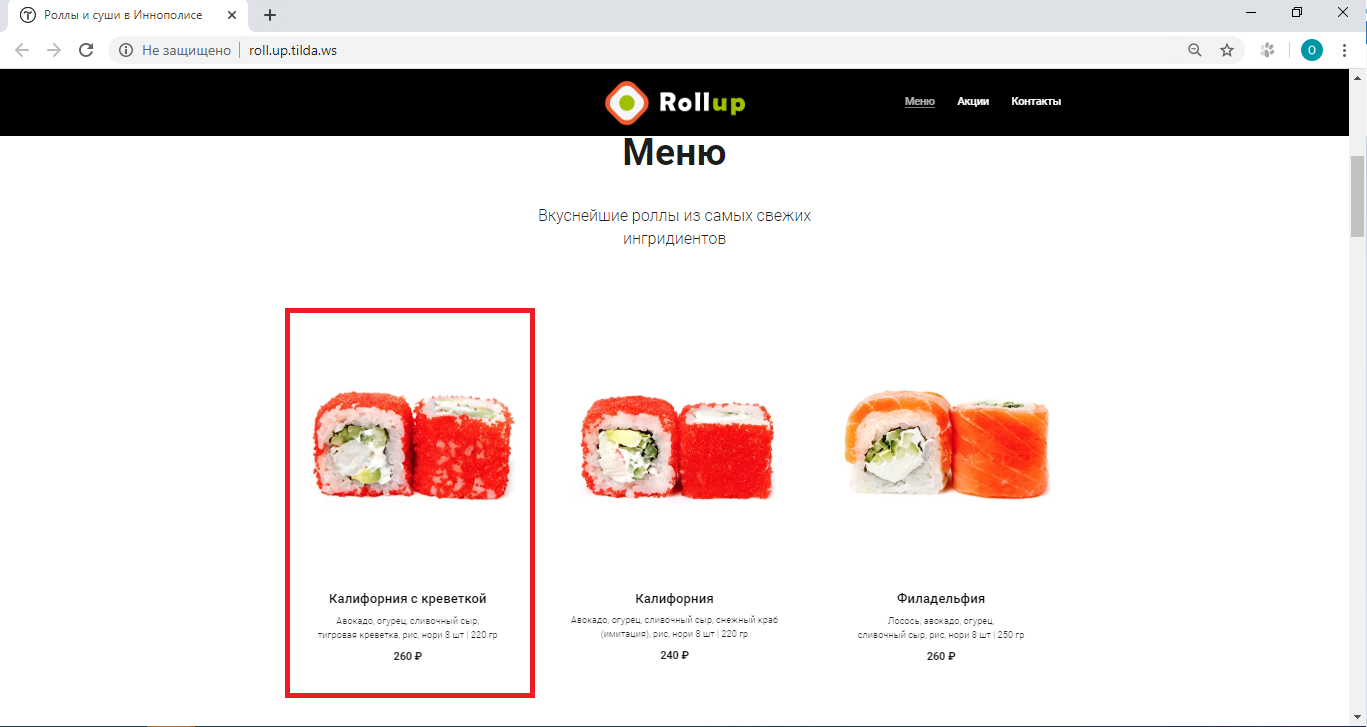 Роллы и суши в Иннополисе
Не защищено
roll.up.tilda.ws
О
Rollup
Меню
Акции
Контакты
Меню
Вкуснейшие роллы из самых свежих
ингридиентов
Калифорния с креветкой
Авокадо, огурец, сливочный сыр,
тигровая креветка, рис, нори 8 шт | 220 гр
260 ₽
Калифорния
Авокадо, огурец, сливочный сыр, снежный краб
(имитация), рис, нори 8 шт | 220 гр
240 ₽
Филадельфия
Лосось, авокадо, огурец,
сливочный сыр, рис, нори 8 шт | 250 гр
260 ₽